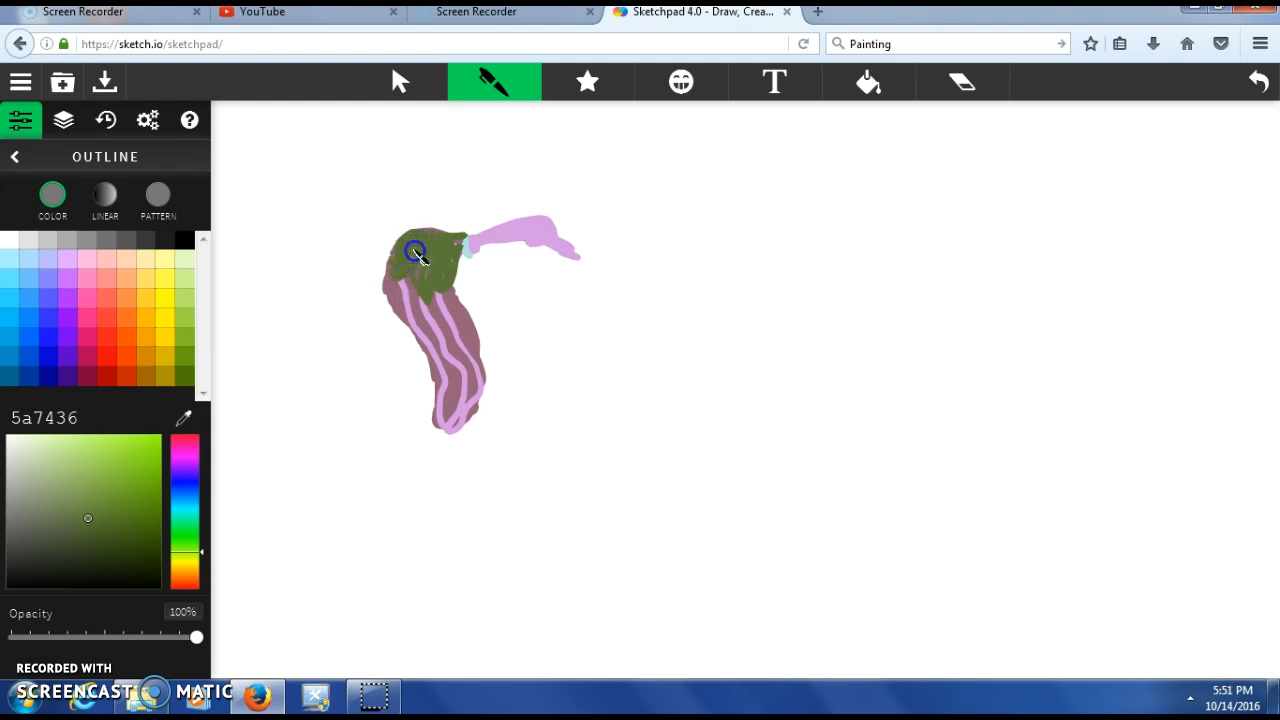 Screen Recorder
YouTube
Screen Recorder
Sketchpad 4.0 - Draw, Crea...
https://sketch.io/sketchpad/
Painting
T
OUTLINE
COLOR
LINEAR
PATTERN
5a7436
Opacity
100%
RECORDED WITH
SCREENCAST MATIC
5:51 PM
10/14/2016